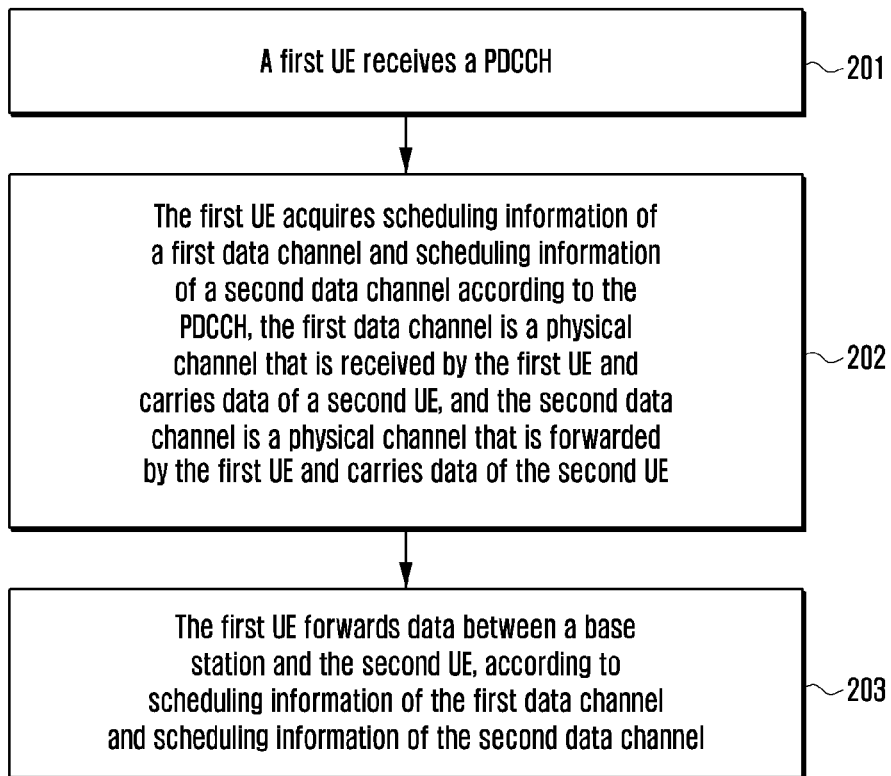 A first UE receives a PDCCH
201
The first UE acquires scheduling information of
a first data channel and scheduling information
of a second data channel according to the
PDCCH, the first data channel is a physical
channel that is received by the first UE and
carries data of a second UE, and the second data
channel is a physical channel that is forwarded
by the first UE and carries data of the second UE
202
The first UE forwards data between a base
station and the second UE, according to
scheduling information of the first data channel
and scheduling information of the second data channel
203